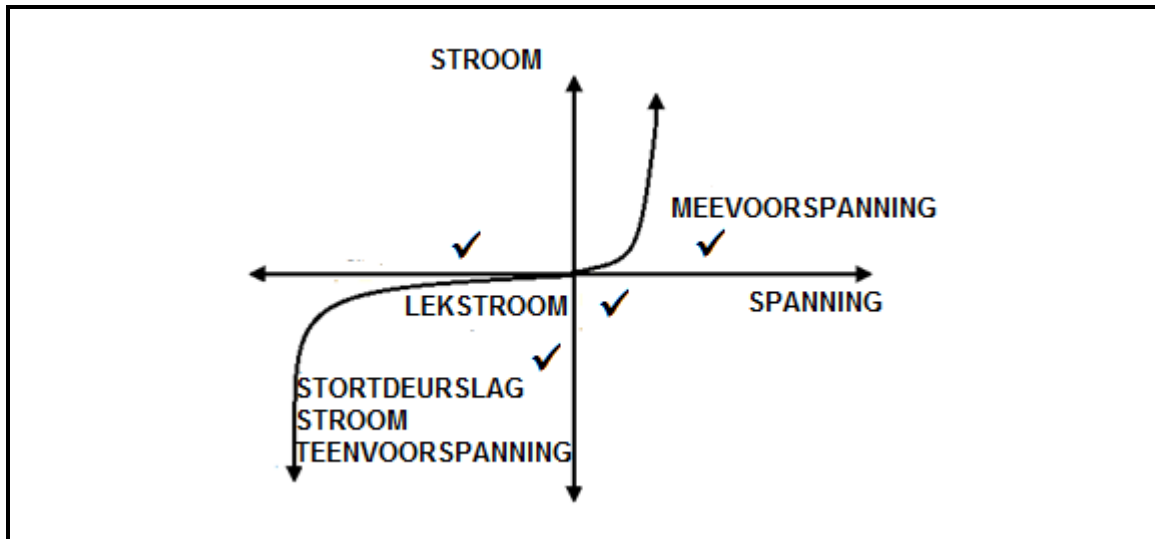 STROOM
MEEVOORSPANNING
LEKSTROOM
SPANNING
STORTDEURSLAG
STROOM
TEENVOORSPANNING